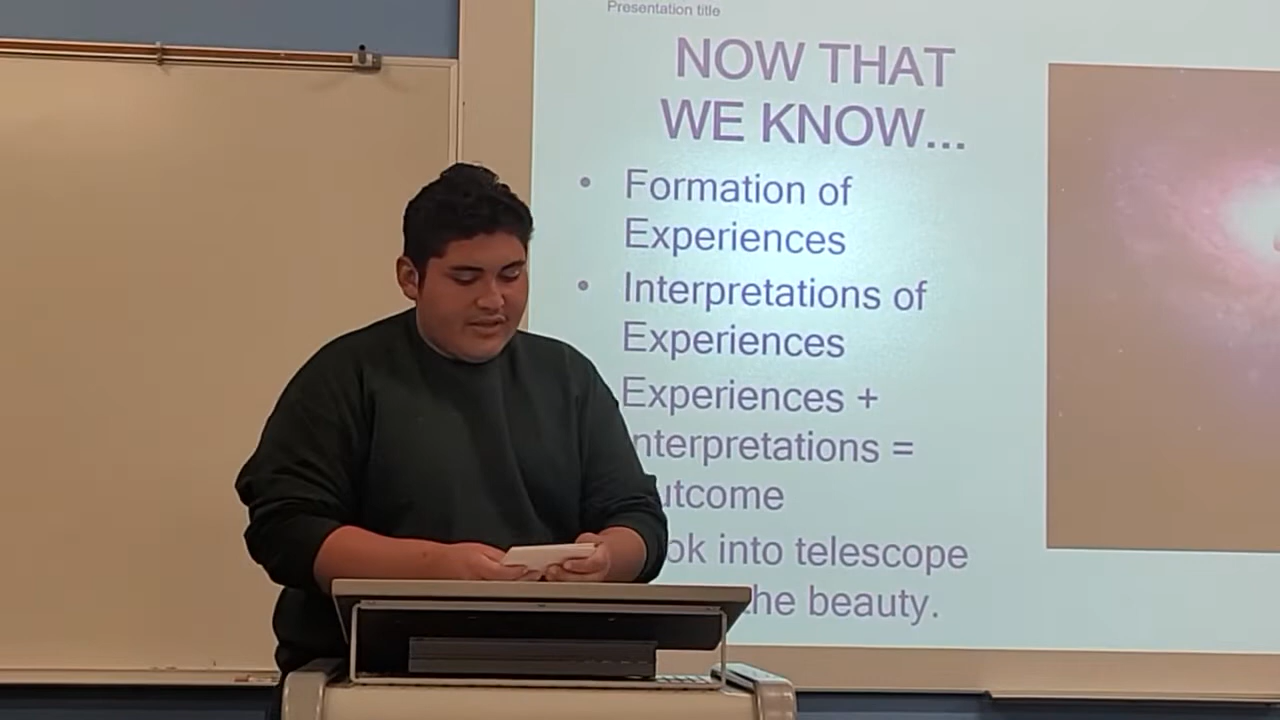 Presentation title
NOW THAT
WE KNOW...
• Formation of
Experiences
• Interpretations of
Experiences
Experiences +
nterpretations =
utcome
ok into telescope
the beauty.